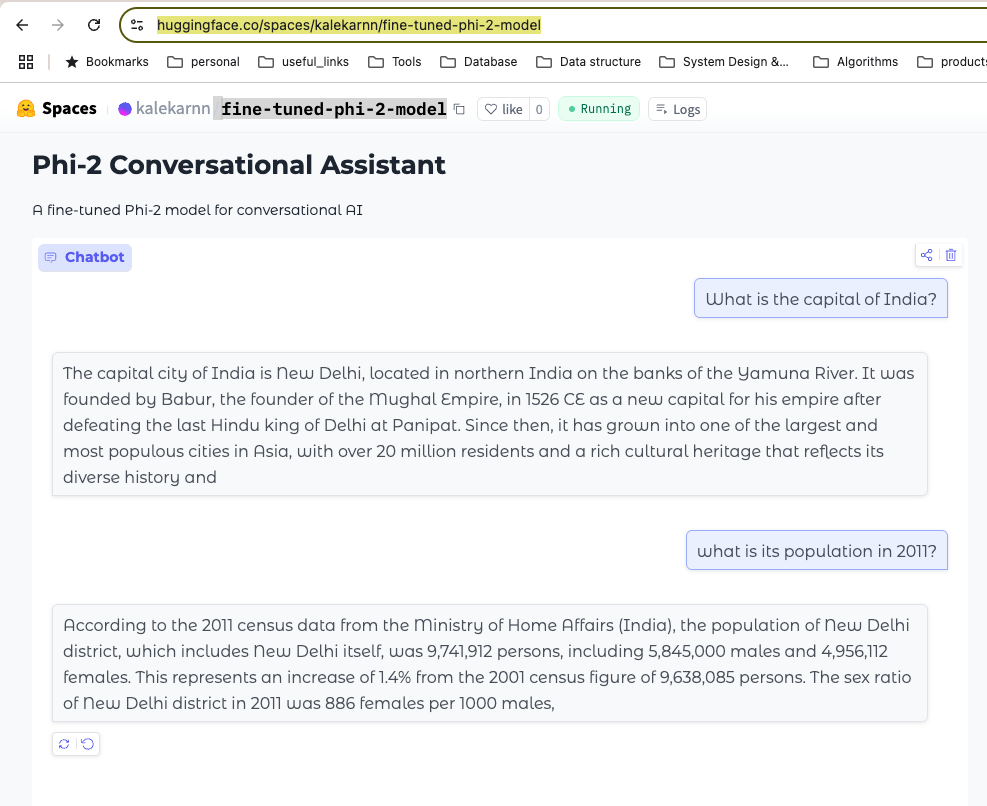 huggingface.co/spaces/kalekarnn/fine-tuned-phi-2-model
Bookmarks personal useful_links Tools Database Data structure System Design &... Algorithms products
Spaces kalekarnn fine-tuned-phi-2-model like 0 Running Logs
Phi-2 Conversational Assistant
A fine-tuned Phi-2 model for conversational AI
Chatbot
What is the capital of India?
The capital city of India is New Delhi, located in northern India on the banks of the Yamuna River. It was
founded by Babur, the founder of the Mughal Empire, in 1526 CE as a new capital for his empire after
defeating the last Hindu king of Delhi at Panipat. Since then, it has grown into one of the largest and
most populous cities in Asia, with over 20 million residents and a rich cultural heritage that reflects its
diverse history and
what is its population in 2011?
According to the 2011 census data from the Ministry of Home Affairs (India), the population of New Delhi
district, which includes New Delhi itself, was 9,741,912 persons, including 5,845,000 males and 4,956,112
females. This represents an increase of 1.4% from the 2001 census figure of 9,638,085 persons. The sex ratio
of New Delhi district in 2011 was 886 females per 1000 males,